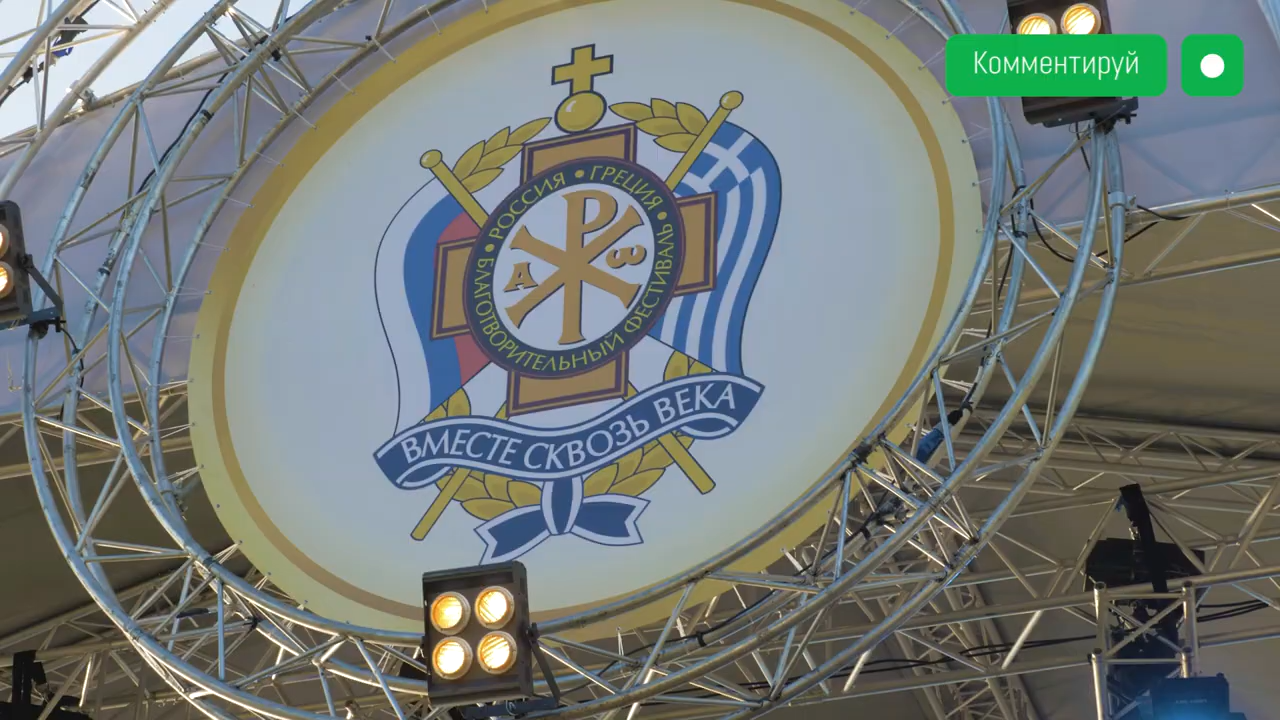 Комментируй
• РОССИЯ • ГРЕЦИЯ •
БЛАГОТВОРИТЕЛЬНЫЙ ФЕСТИВАЛЬ
А
ВМЕСТЕ СКВОЗЬ ВЕКА